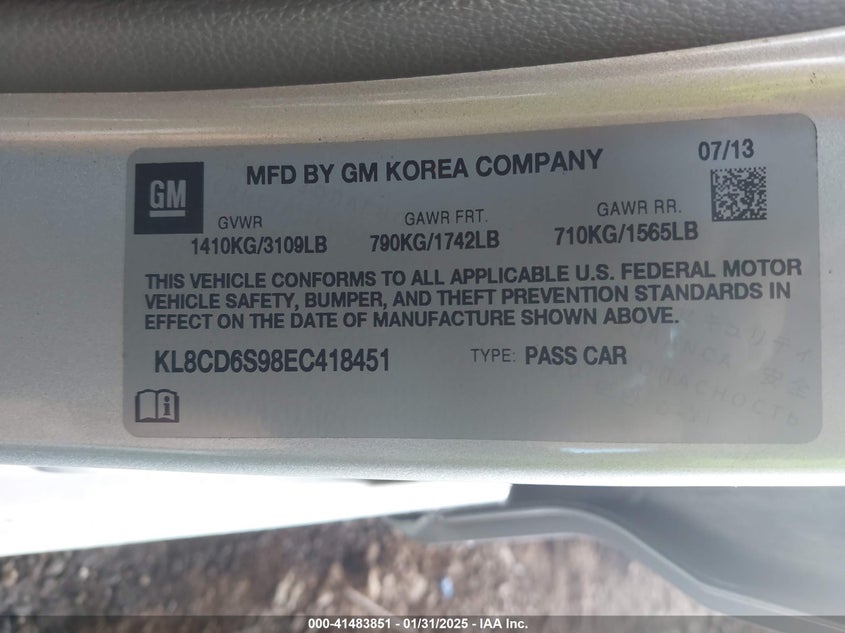 GM
MFD BY GM KOREA COMPANY
07/13
GVWR
1410KG/3109LB
GAWR FRT.
790KG/1742LB
GAWR RR.
710KG/1565LB
THIS VEHICLE CONFORMS TO ALL APPLICABLE U.S. FEDERAL MOTOR
VEHICLE SAFETY, BUMPER, AND THEFT PREVENTION STANDARDS IN
EFFECT ON THE DATE OF MANUFACTURE SHOWN ABOVE.
KL8CD6S98EC418451
TYPE: PASS CAR
i
000-41483851 - 01/31/2025 - IAA Inc.